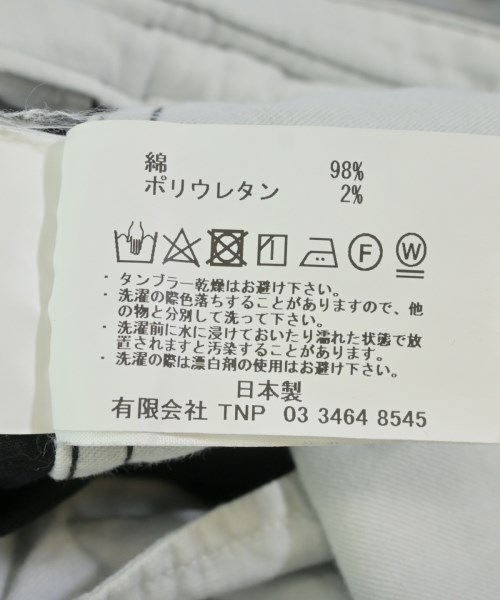 綿 98%
ポリウレタン 2%
F W
・タンブラー乾燥はお避け下さい。
・洗濯の際色落ちすることがありますので、他
の物と分別して洗って下さい。
・洗濯前に水に浸けておいたり濡れた状態で放
置されますと汚染することがあります。
・洗濯の際は漂白剤の使用はお避け下さい。
日本製
有限会社 TNP 03 3464 8545